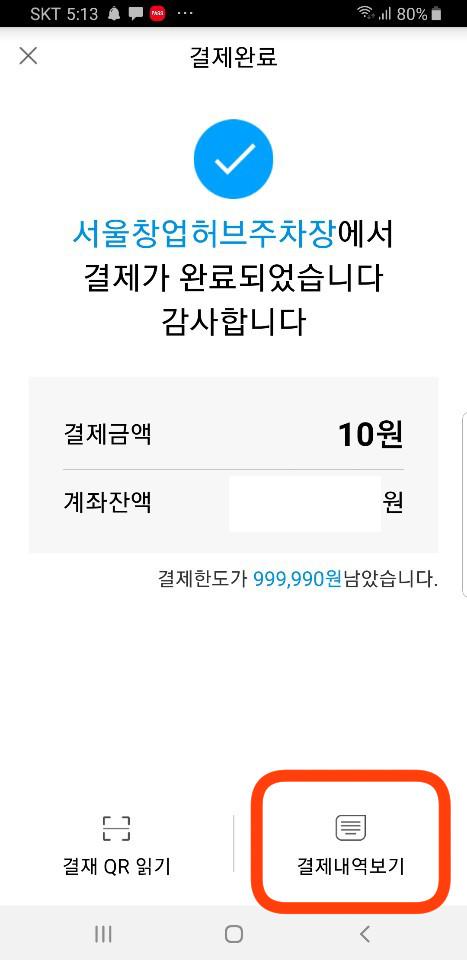 SKT 5:13 PASS ... 80%
결제완료
서울창업허브주차장에서
결제가 완료되었습니다
감사합니다
결제금액 10원
계좌잔액 원
결제한도가 999,990원남았습니다.
결재 QR 읽기 결제내역보기